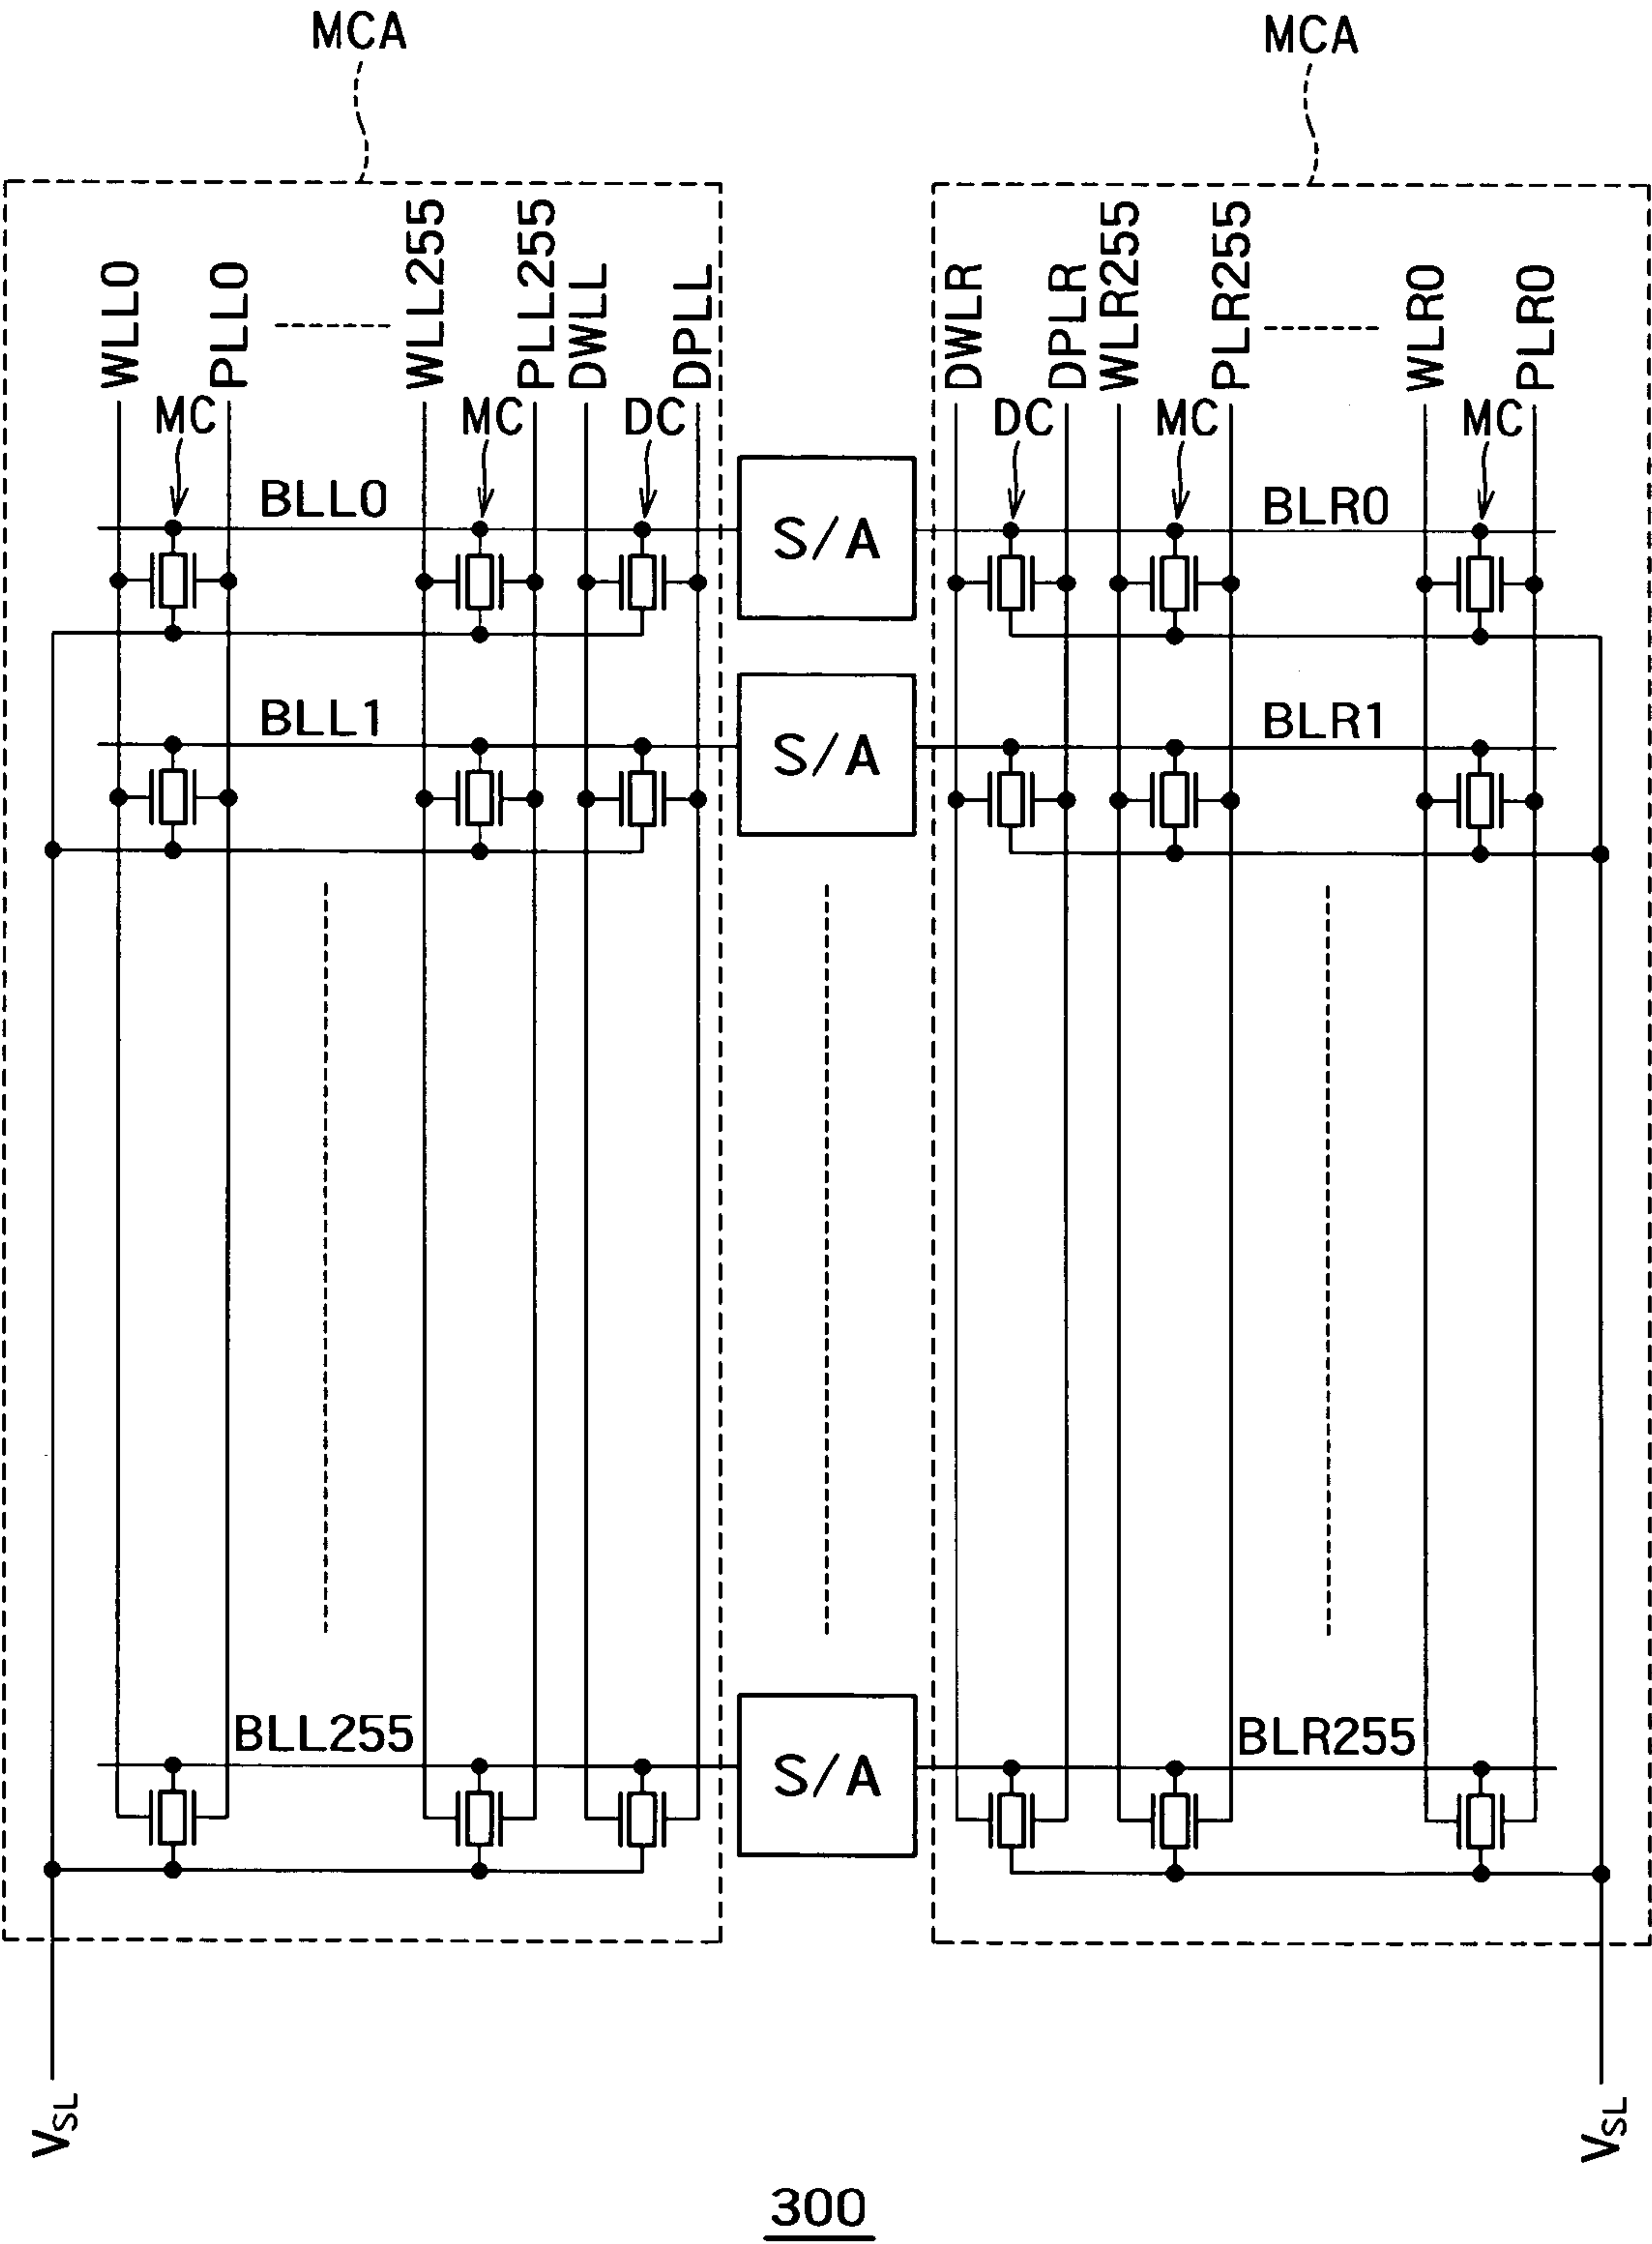 MCA MCA
WLL0 PLL0 WLL255 PLL255 DWLL DPLL DWLR DPLR WLR255 PLR255 WLR0 PLR0
MC MC DC DC MC MC
BLL0 S/A BLR0
BLL1 S/A BLR1
BLL255 S/A BLR255
VSL VSL
300